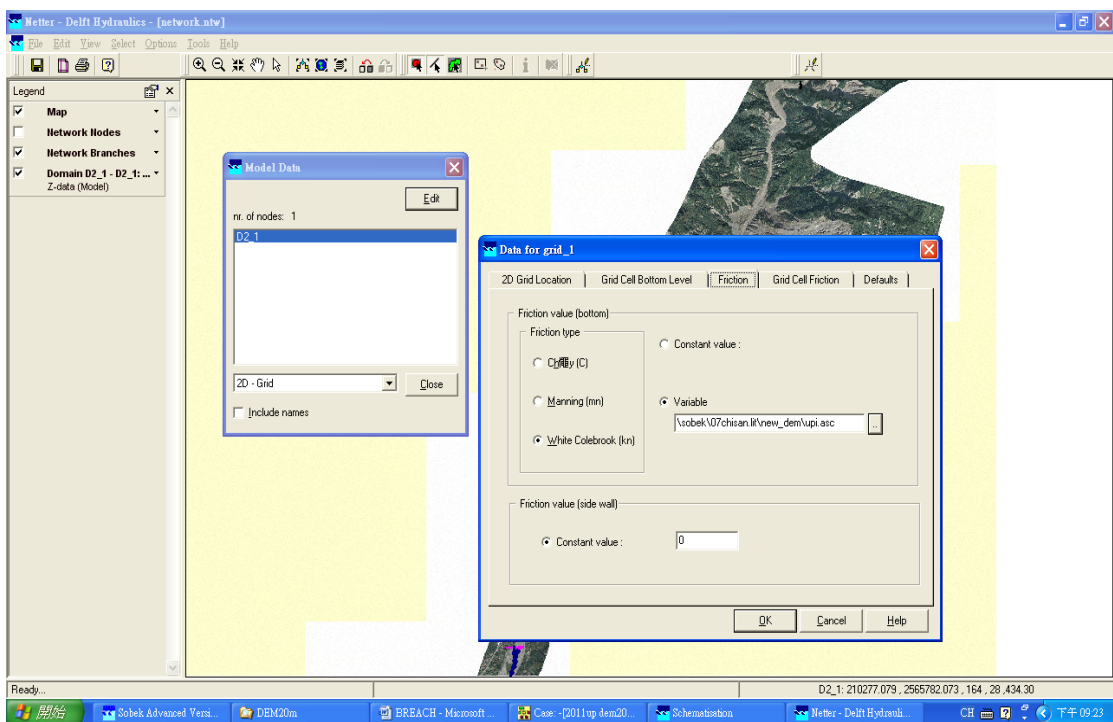 Netter - Delft Hydraulics - [network.ntw]
File Edit View Select Options Tools Help
Legend
Map
Network Nodes
Network Branches
Domain D2_1 - D2_1: ...
Z-data (Model)
Model Data
Edit
nr. of nodes: 1
D2_1
2D - Grid
Close
Include names
Data for grid_1
2D Grid Location Grid Cell Bottom Level Friction Grid Cell Friction Defaults
Friction value (bottom)
Friction type
Constant value :
(C)
Manning (mn)
Variable
\sobek\07chisan.lit\new_dem\upi.asc
..
White Colebrook (kn)
Friction value (side wall)
Constant value :
0
OK Cancel Help
Ready...
D2_1: 210277.079 , 2565782.073 , 164 , 28 ,434.30
開始 Sobek Advanced Versi... DEM20m BREACH - Microsoft ... Case: -[2011up dem20... Schematisation Netter - Delft Hydrauli... CH 下午 09:23